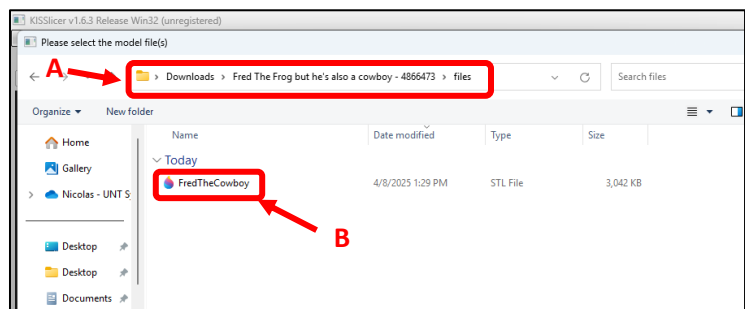 KISSlicer v1.6.3 Release Win32 (unregistered)
Please select the model file(s)
A
Downloads > Fred The Frog but he's also a cowboy - 4866473 > files
Search files
Organize
New folder
Home
Name
Date modified
Type
Size
Gallery
Today
Nicolas - UNT S
FredTheCowboy
4/8/2025 1:29 PM
STL File
3,042 KB
B
Desktop
Desktop
Documents